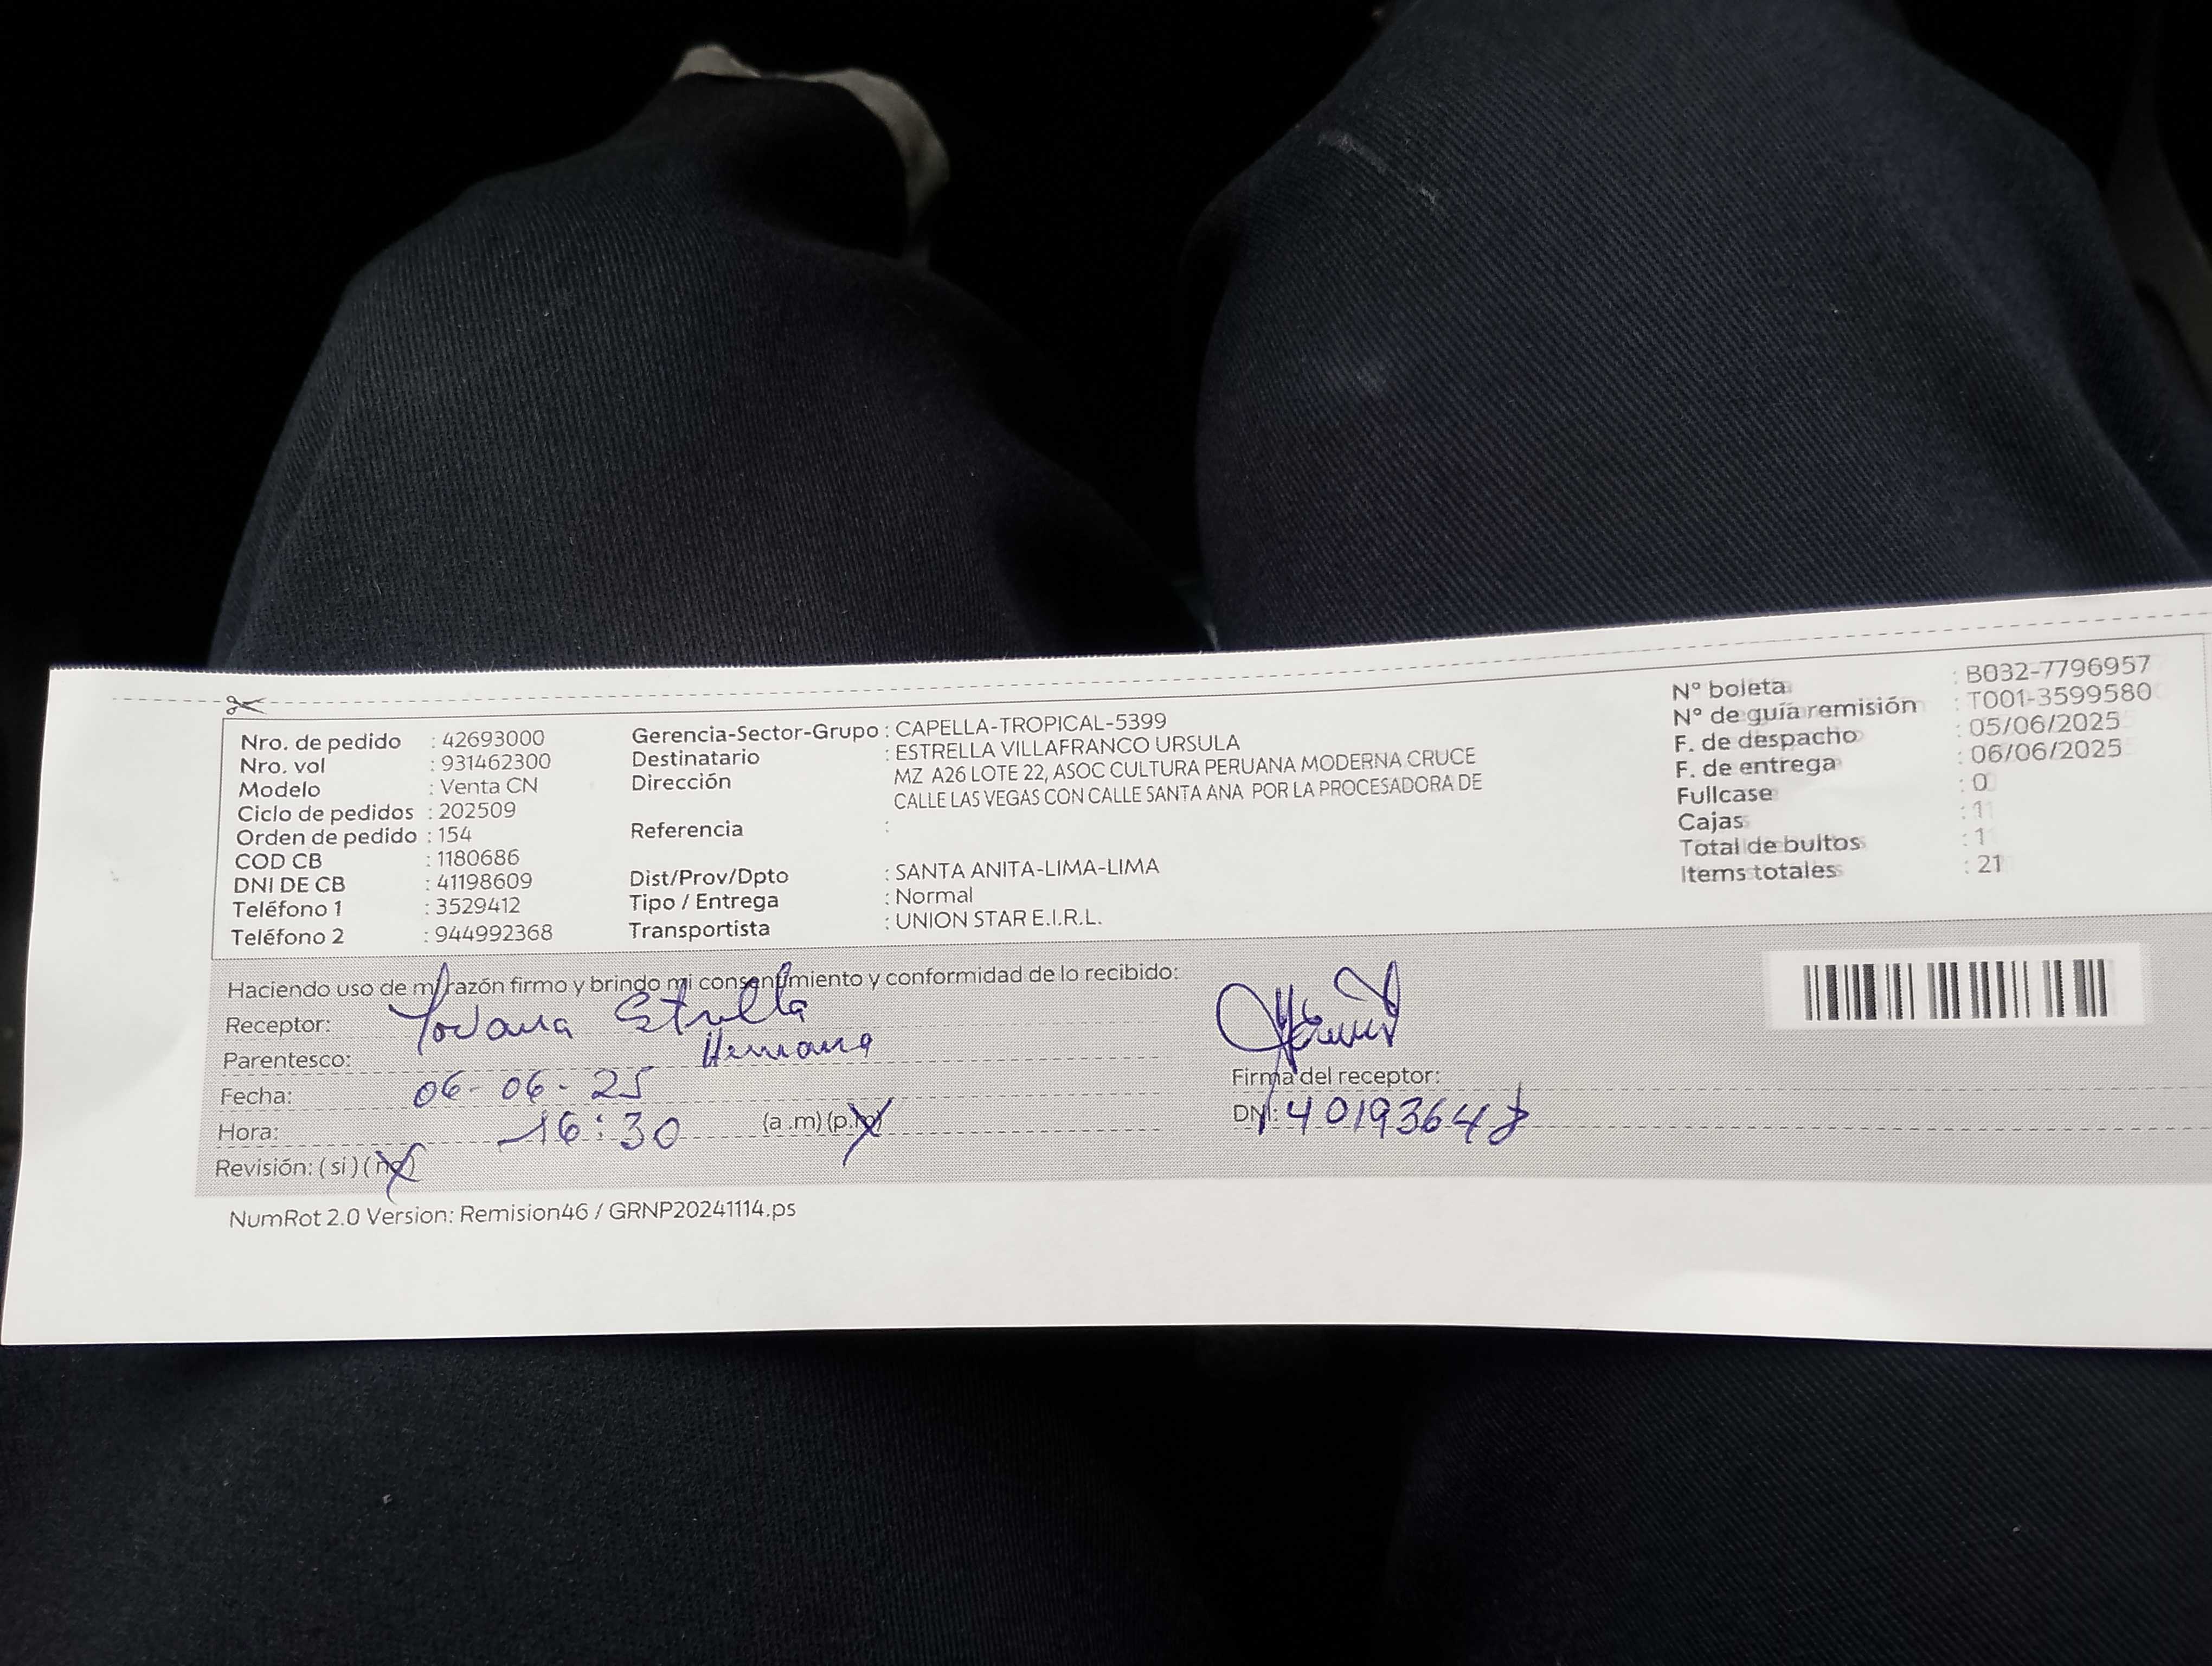 Nro. de pedido : 42693000
Nro. vol : 931462300
Modelo : Venta CN
Ciclo de pedidos : 202509
Orden de pedido : 154
COD CB : 1180686
DNI DE CB : 41198609
Teléfono 1 : 3529412
Teléfono 2 : 944992368
Gerencia-Sector-Grupo : CAPELLA-TROPICAL-5399
Destinatario : ESTRELLA VILLAFRANCO URSULA
Dirección MZ A26 LOTE 22, ASOC CULTURA PERUANA MODERNA CRUCE
CALLE LAS VEGAS CON CALLE SANTA ANA POR LA PROCESADORA DE
Referencia :
Dist/Prov/Dpto : SANTA ANITA-LIMA-LIMA
Tipo / Entrega : Normal
Transportista : UNION STAR E.I.R.L.
N° boleta : B032-7796957
N° de guía remisión : T001-3599580
F. de despacho : 05/06/2025
F. de entrega : 06/06/2025
Fullcase : 0
Cajas : 1
Total de bultos : 1
Items totales : 21
Haciendo uso de mi razón firmo y brindo mi consentimiento y conformidad de lo recibido:
Receptor: Estrella
Parentesco: Hermana
Fecha: 06-06-25
Hora: 16:30 (a.m) (p.m)
Revisión: (si) (no)
Firma del receptor:
DNI: 40193648
NumRot 2.0 Version: Remision46 / GRNP20241114.ps